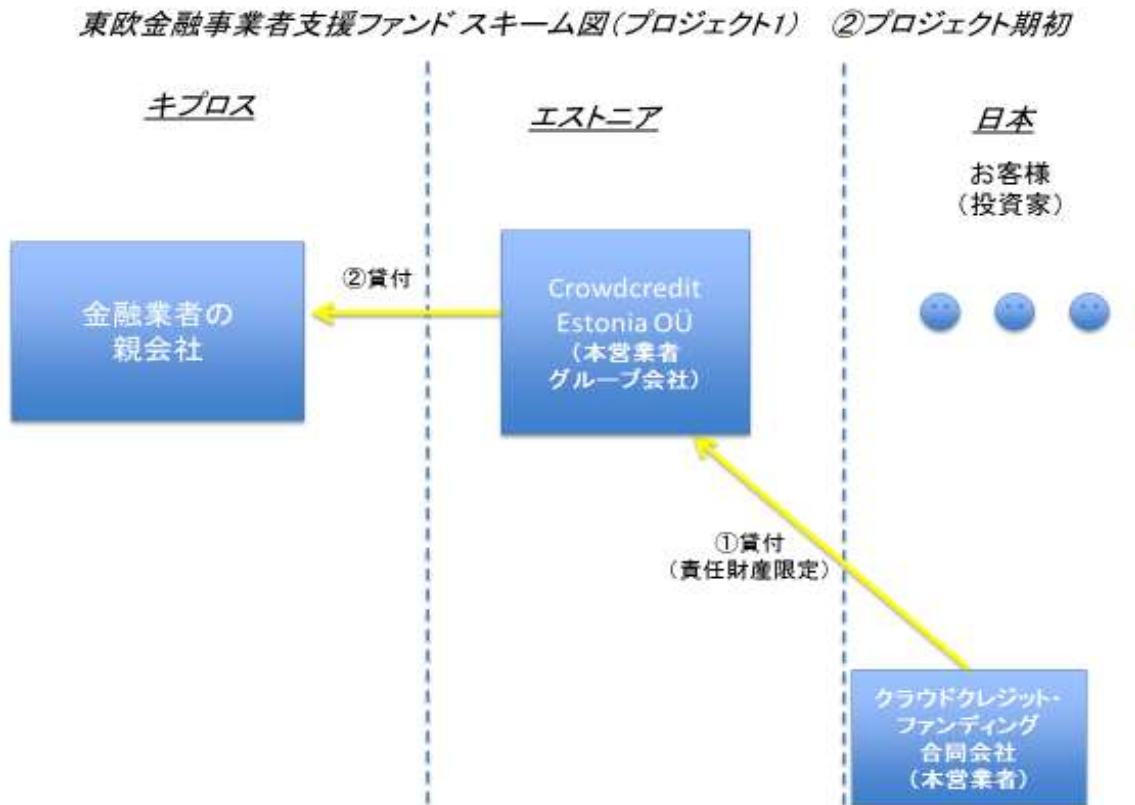 東欧金融事業者支援ファンド スキーム図(プロジェクト1)　②プロジェクト期初
キプロス
エストニア
日本
お客様
（投資家）
金融業者の
親会社
②貸付
Crowdcredit
Estonia OÜ
（本営業者
グループ会社）
①貸付
（責任財産限定）
クラウドクレジット・
ファンディング
合同会社
（本営業者）